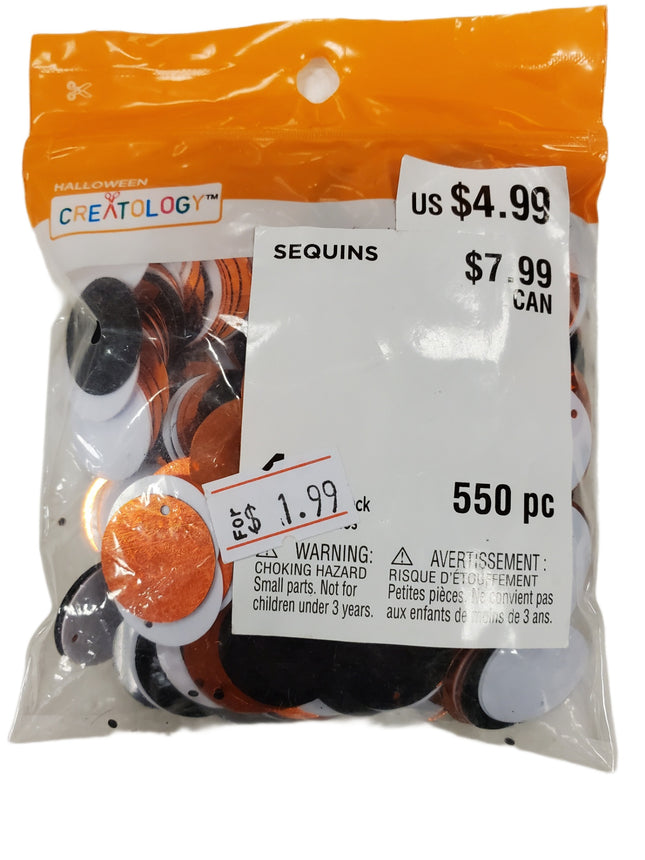 HALLOWEEN
CREATOLOGY™
US $4.99
SEQUINS
$7.99
CAN
550 pc
FOR
$ 1.99
WARNING:
CHOKING HAZARD
Small parts. Not for
children under 3 years.
AVERTISSEMENT :
RISQUE D'ÉTOUFFEMENT
Petites pièces. Ne convient pas
aux enfants de moins de 3 ans.